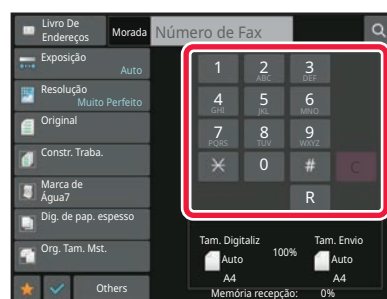 Livro De
Endereços
Morada
Número de Fax
Exposição
Auto
Resolução
Muito Perfeito
Original
Constr. Traba.
Marca de
Água7
Dig. de pap. espesso
Org. Tam. Mst.
Others
1
2
ABC
3
DEF
4
GHI
5
JKL
6
MNO
7
PQRS
8
TUV
9
WXYZ
0
#
C
R
Tam. Digitaliz
100%
Tam. Envio
Auto
Auto
A4
A4
Memória recepção: 0%